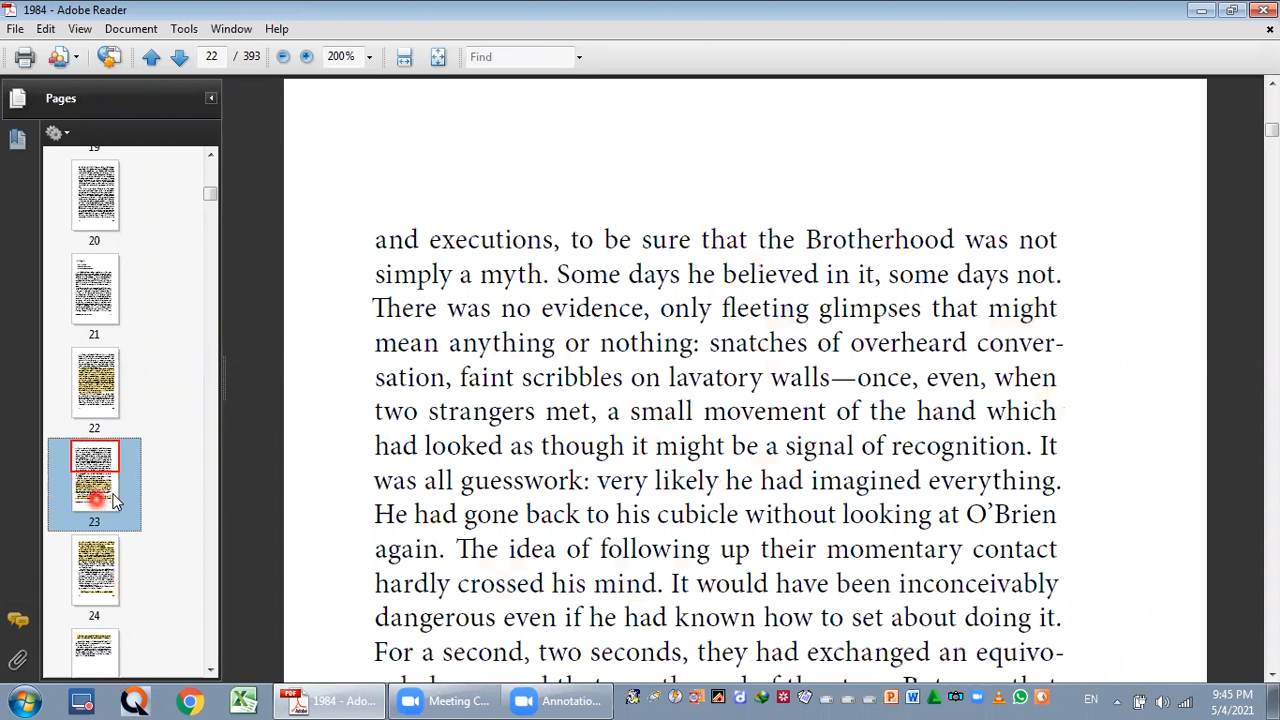 1984 - Adobe Reader
File Edit View Document Tools Window Help
22 / 393 200% Find
Pages
19
20
21
22
23
24
and executions, to be sure that the Brotherhood was not
simply a myth. Some days he believed in it, some days not.
There was no evidence, only fleeting glimpses that might
mean anything or nothing: snatches of overheard conver-
sation, faint scribbles on lavatory walls—once, even, when
two strangers met, a small movement of the hand which
had looked as though it might be a signal of recognition. It
was all guesswork: very likely he had imagined everything.
He had gone back to his cubicle without looking at O’Brien
again. The idea of following up their momentary contact
hardly crossed his mind. It would have been inconceivably
dangerous even if he had known how to set about doing it.
For a second, two seconds, they had exchanged an equivo-
1984 - Adobe Rea... Meeting C... Annotatio... EN 9:45 PM
5/4/2021